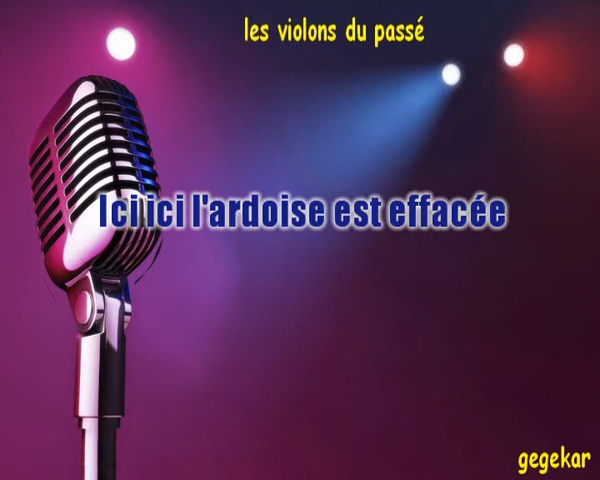 les violons du passé
Ici ici l'ardoise est effacée
gegekar